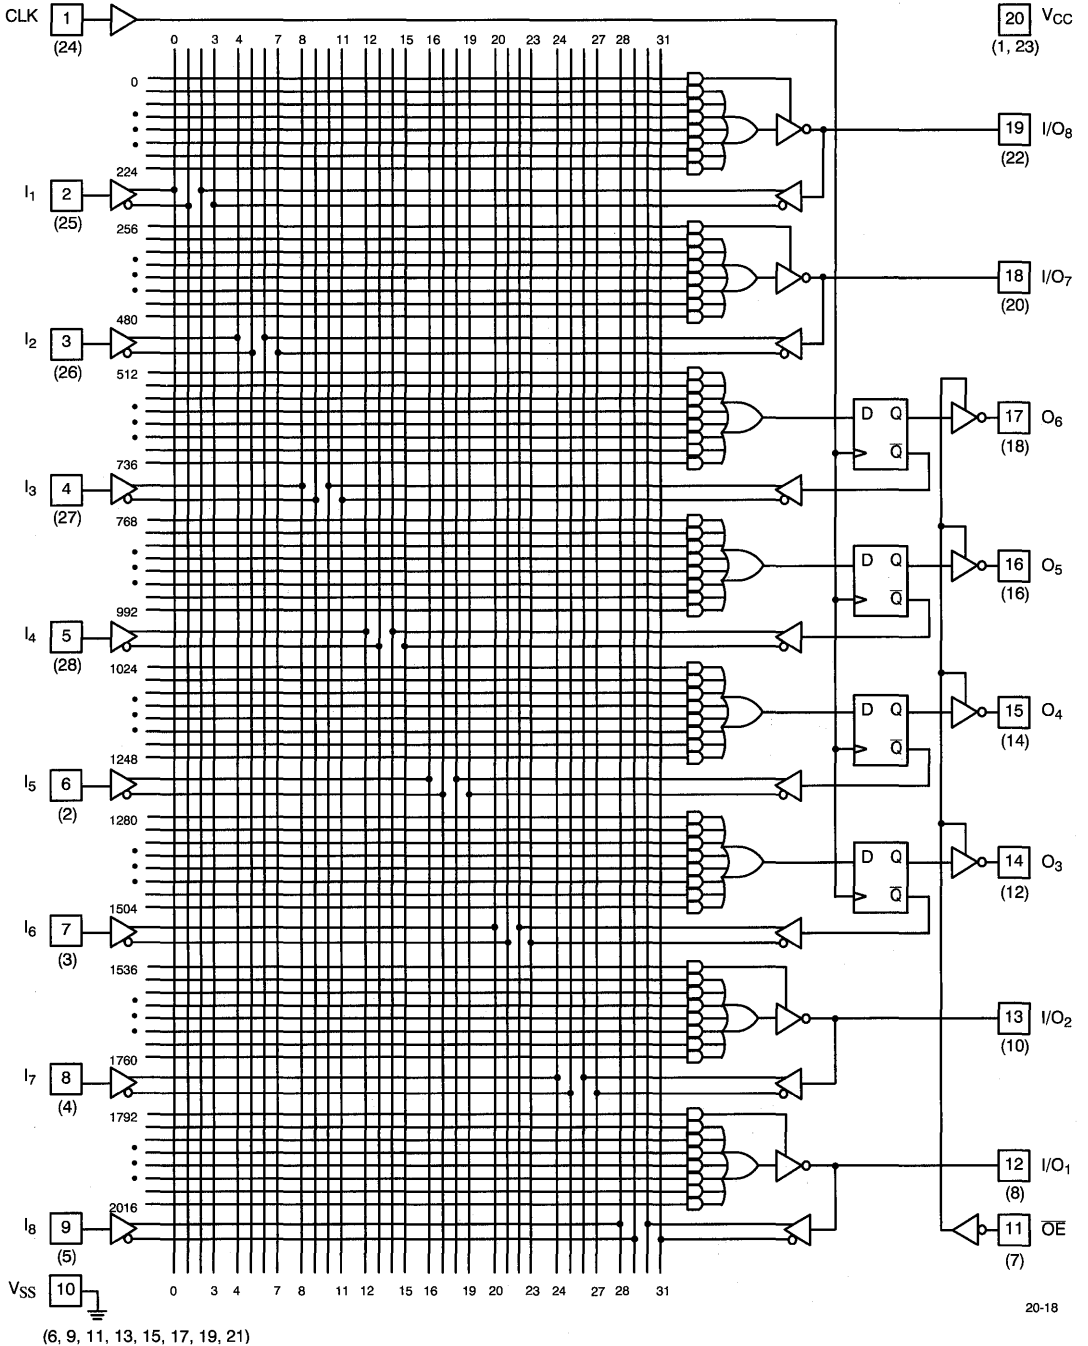 CLK 1 20 VCC
(24) (1, 23)
0 3 4 7 8 11 12 15 16 19 20 23 24 27 28 31
0
19 I/O8
(22)
224
I1 2
(25)
256
18 I/O7
(20)
480
I2 3
(26)
512
D Q 17 O6
(18)
Q̅
736
I3 4
(27)
768
D Q 16 O5
(16)
Q̅
992
I4 5
(28)
1024
D Q 15 O4
(14)
Q̅
1248
I5 6
(2)
1280
D Q 14 O3
(12)
Q̅
1504
I6 7
(3)
1536
13 I/O2
(10)
1760
I7 8
(4)
1792
12 I/O1
(8)
2016
I8 9 11 O̅E̅
(5) (7)
VSS 10
0 3 4 7 8 11 12 15 16 19 20 23 24 27 28 31
20-18
(6, 9, 11, 13, 15, 17, 19, 21)